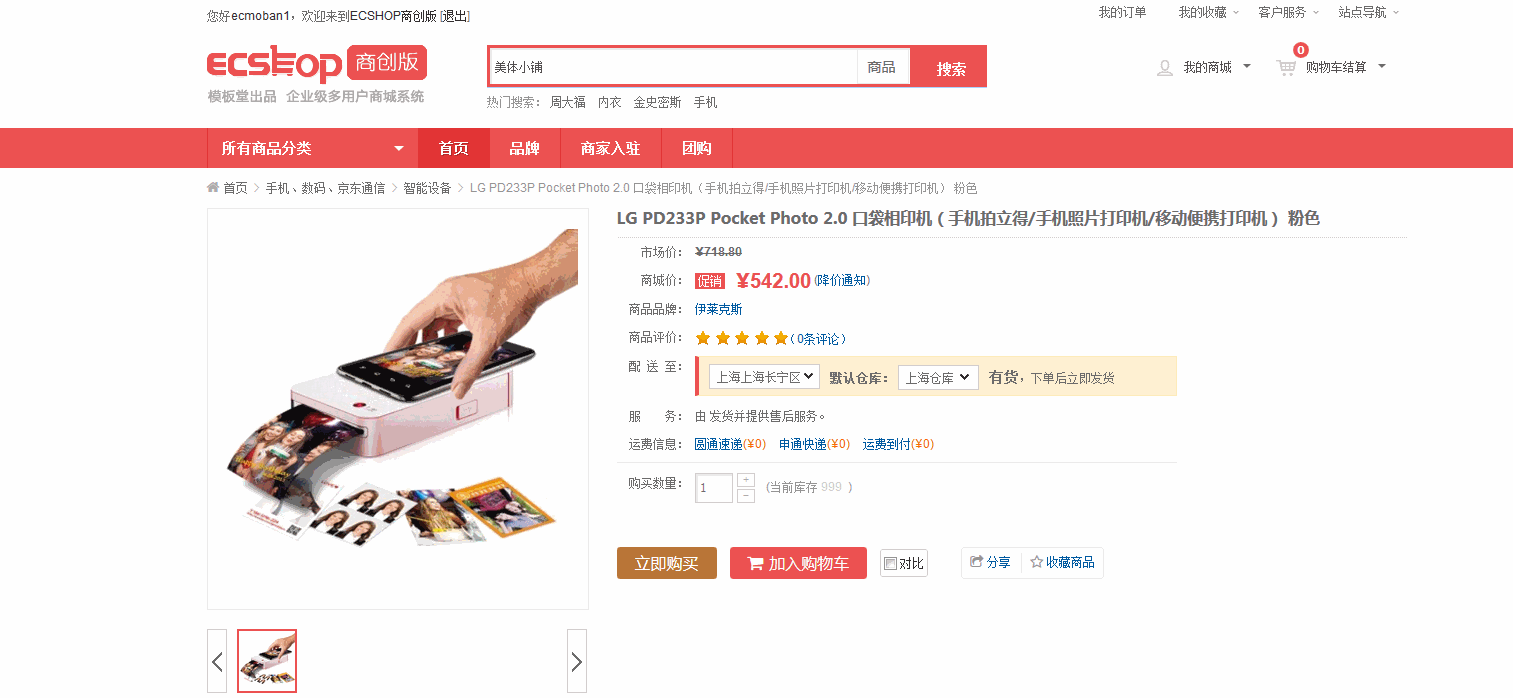 您好ecmoban1，欢迎来到ECSHOP商创版 [退出]
我的订单 我的收藏 客户服务 站点导航
ecshop 商创版
模板堂出品 企业级多用户商城系统
美体小铺 商品 搜索
热门搜索： 周大福 内衣 金史密斯 手机
我的商城 0 购物车结算
所有商品分类 首页 品牌 商家入驻 团购
首页 > 手机、数码、京东通信 > 智能设备 > LG PD233P Pocket Photo 2.0 口袋相印机（手机拍立得/手机照片打印机/移动便携打印机） 粉色
LG PD233P Pocket Photo 2.0 口袋相印机（手机拍立得/手机照片打印机/移动便携打印机） 粉色
市场价： ¥718.80
商城价： 促销 ¥542.00 (降价通知)
商品品牌： 伊莱克斯
商品评价： (0条评论)
配 送 至： 上海上海长宁区 默认仓库： 上海仓库 有货，下单后立即发货
服 务： 由 发货并提供售后服务。
运费信息： 圆通速递(¥0) 申通快递(¥0) 运费到付(¥0)
购买数量： 1 + − (当前库存 999 )
立即购买 加入购物车 对比 分享 收藏商品